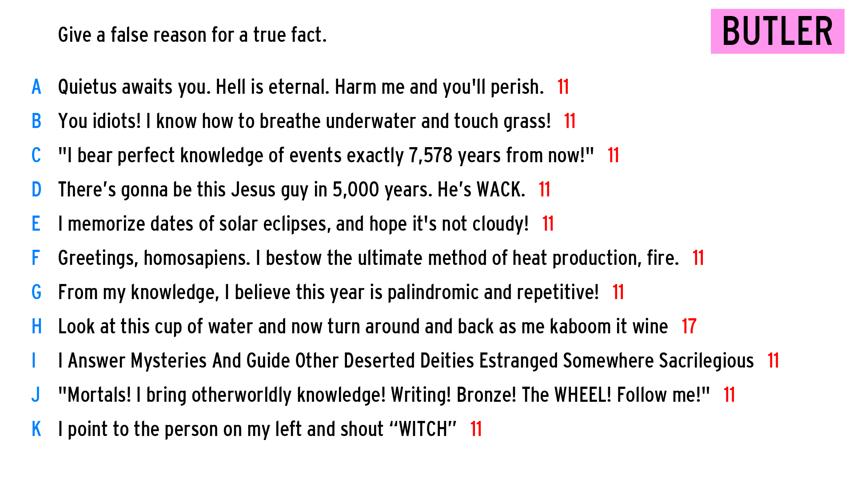 Give a false reason for a true fact.
BUTLER
A Quietus awaits you. Hell is eternal. Harm me and you'll perish. 11
B You idiots! I know how to breathe underwater and touch grass! 11
C "I bear perfect knowledge of events exactly 7,578 years from now!" 11
D There’s gonna be this Jesus guy in 5,000 years. He’s WACK. 11
E I memorize dates of solar eclipses, and hope it's not cloudy! 11
F Greetings, homosapiens. I bestow the ultimate method of heat production, fire. 11
G From my knowledge, I believe this year is palindromic and repetitive! 11
H Look at this cup of water and now turn around and back as me kaboom it wine 17
I I Answer Mysteries And Guide Other Deserted Deities Estranged Somewhere Sacrilegious 11
J "Mortals! I bring otherworldly knowledge! Writing! Bronze! The WHEEL! Follow me!" 11
K I point to the person on my left and shout “WITCH” 11